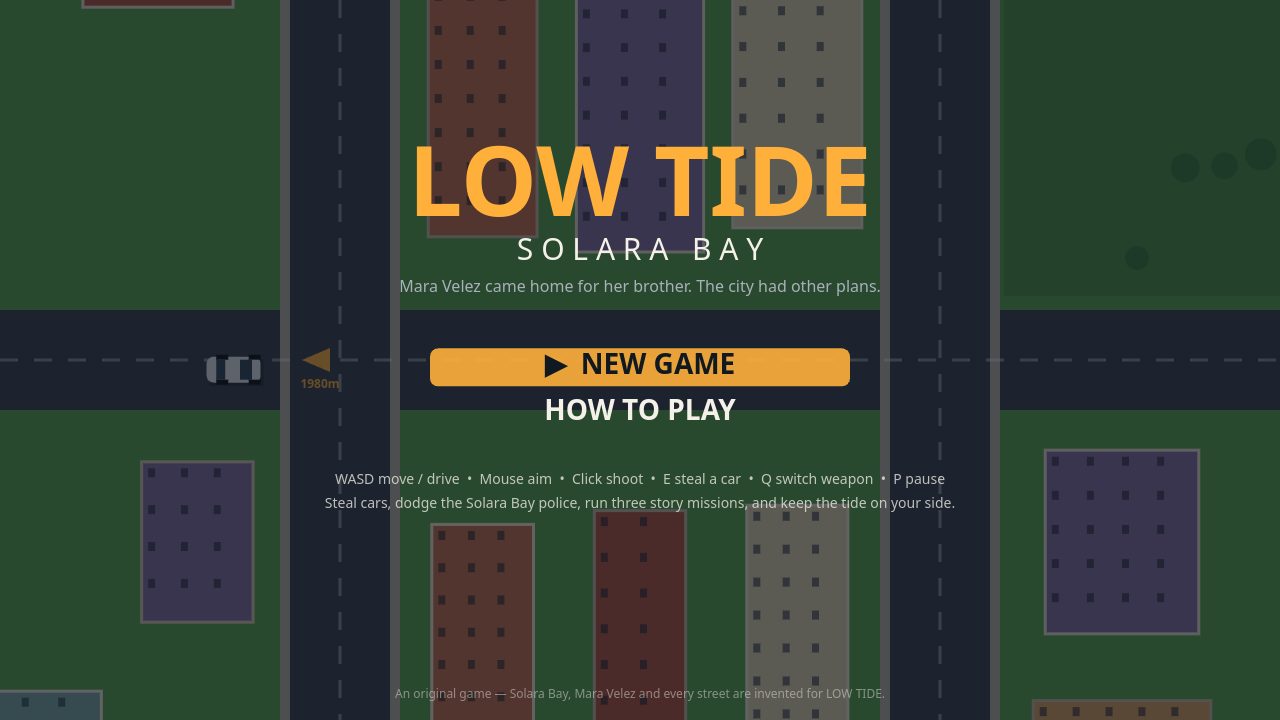 LOW TIDE
SOLARA BAY
Mara Velez came home for her brother. The city had other plans.
▶ NEW GAME
1980m
HOW TO PLAY
WASD move / drive • Mouse aim • Click shoot • E steal a car • Q switch weapon • P pause
Steal cars, dodge the Solara Bay police, run three story missions, and keep the tide on your side.
An original game — Solara Bay, Mara Velez and every street are invented for LOW TIDE.